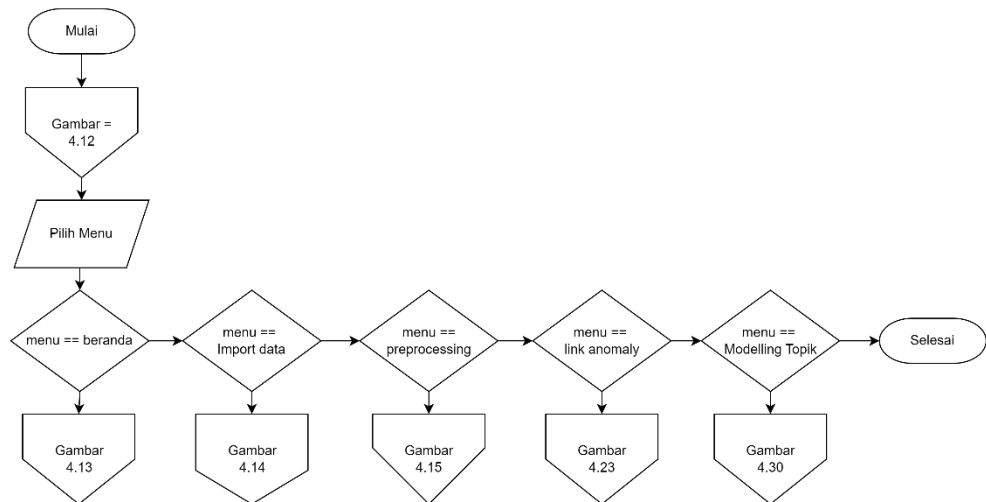 Mulai
Gambar =
4.12
Pilih Menu
menu == beranda
menu ==
Import data
menu ==
preprocessing
menu ==
link anomaly
menu ==
Modelling Topik
Selesai
Gambar
4.13
Gambar
4.14
Gambar
4.15
Gambar
4.23
Gambar
4.30